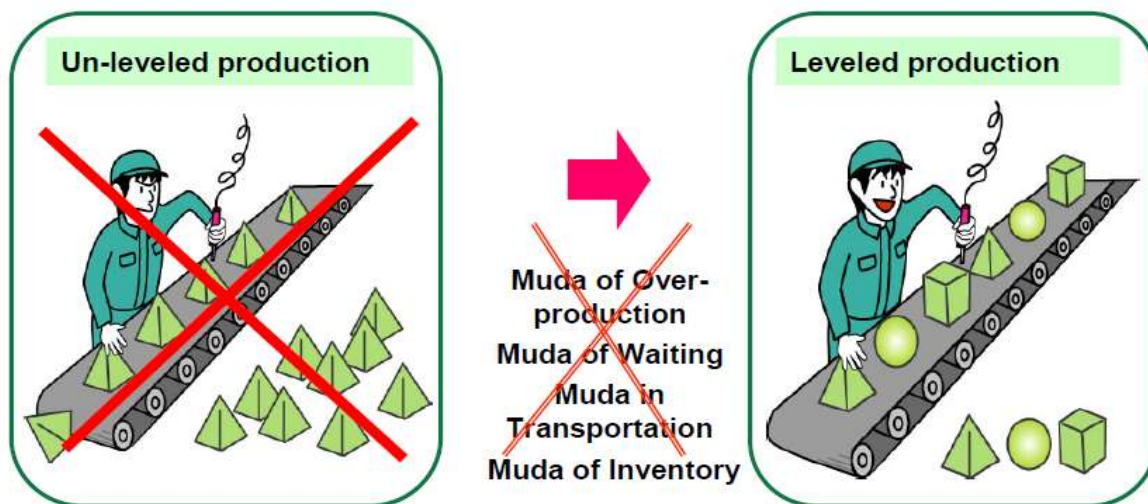 Un-leveled production
Muda of Over-
production
Muda of Waiting
Muda in
Transportation
Muda of Inventory
Leveled production